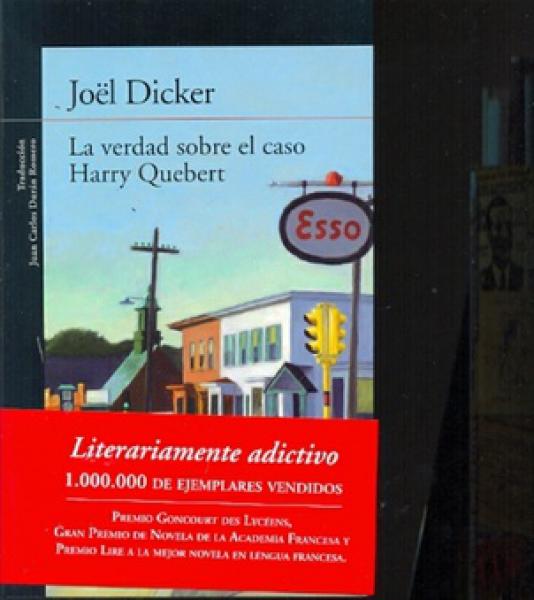 Joël Dicker
La verdad sobre el caso
Harry Quebert
Traducción
Juan Carlos Durán Romero
Esso
Literariamente adictivo
1.000.000 DE EJEMPLARES VENDIDOS
PREMIO GONCOURT DES LYCÉENS,
GRAN PREMIO DE NOVELA DE LA ACADEMIA FRANCESA Y
PREMIO LIRE A LA MEJOR NOVELA EN LENGUA FRANCESA.